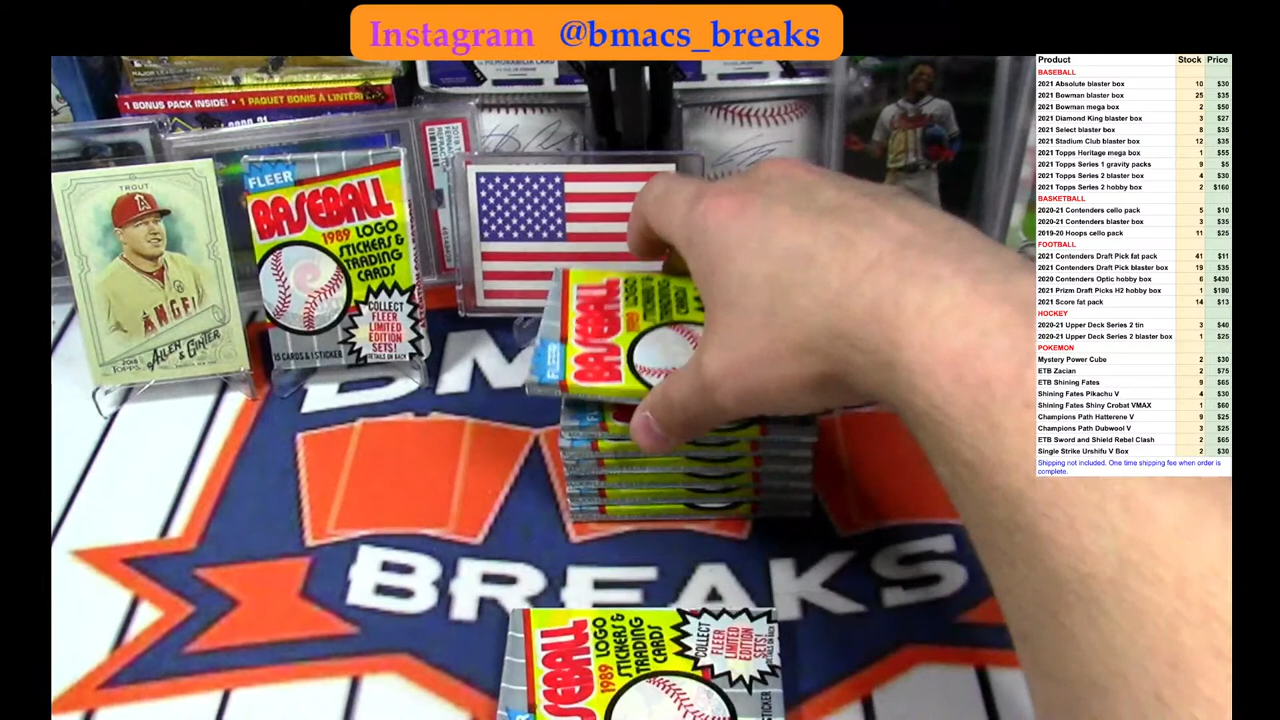 Instagram @bmacs_breaks
MAJOR LEAGUE
MEMORABILIA CARD
1 BONUS PACK INSIDE! • 1 PAQUET BONIS À L'INTÉRI
TROUT
A
ANGEL
2018
TOPPS
ALLEN & GINTER
FLEER
BASEBALL
1989 LOGO
STICKERS &
TRADING
CARDS
COLLECT
FLEER
LIMITED
EDITION
SETS!
DETAILS ON BACK
15 CARDS & 1 STICKER
FLEER
BASEBALL
BM
BREAKS
SEBALL
1989 LOGO
STICKERS &
TRADING
CARDS
COLLECT
FLEER
LIMITED
EDITION
SETS!
DETAILS ON BACK
STICKER
Product Stock Price
BASEBALL
2021 Absolute blaster box 10 $30
2021 Bowman blaster box 25 $35
2021 Bowman mega box 2 $50
2021 Diamond King blaster box 3 $27
2021 Select blaster box 8 $35
2021 Stadium Club blaster box 12 $35
2021 Topps Heritage mega box 1 $55
2021 Topps Series 1 gravity packs 9 $5
2021 Topps Series 2 blaster box 4 $30
2021 Topps Series 2 hobby box 2 $160
BASKETBALL
2020-21 Contenders cello pack 5 $10
2020-21 Contenders blaster box 3 $35
2019-20 Hoops cello pack 11 $25
FOOTBALL
2021 Contenders Draft Pick fat pack 41 $11
2021 Contenders Draft Pick blaster box 19 $35
2020 Contenders Optic hobby box 6 $430
2021 Prizm Draft Picks H2 hobby box 1 $190
2021 Score fat pack 14 $13
HOCKEY
2020-21 Upper Deck Series 2 tin 3 $40
2020-21 Upper Deck Series 2 blaster box 1 $25
POKEMON
Mystery Power Cube 2 $30
ETB Zacian 2 $75
ETB Shining Fates 9 $65
Shining Fates Pikachu V 4 $30
Shining Fates Shiny Crobat VMAX 1 $60
Champions Path Hatterene V 9 $25
Champions Path Dubwool V 3 $25
ETB Sword and Shield Rebel Clash 2 $65
Single Strike Urshifu V Box 2 $30
Shipping not included. One time shipping fee when order is
complete.